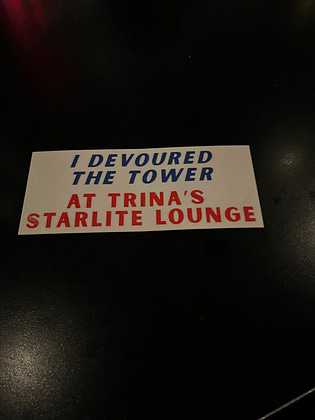 I DEVOURED
THE TOWER
AT TRINA'S
STARLITE LOUNGE